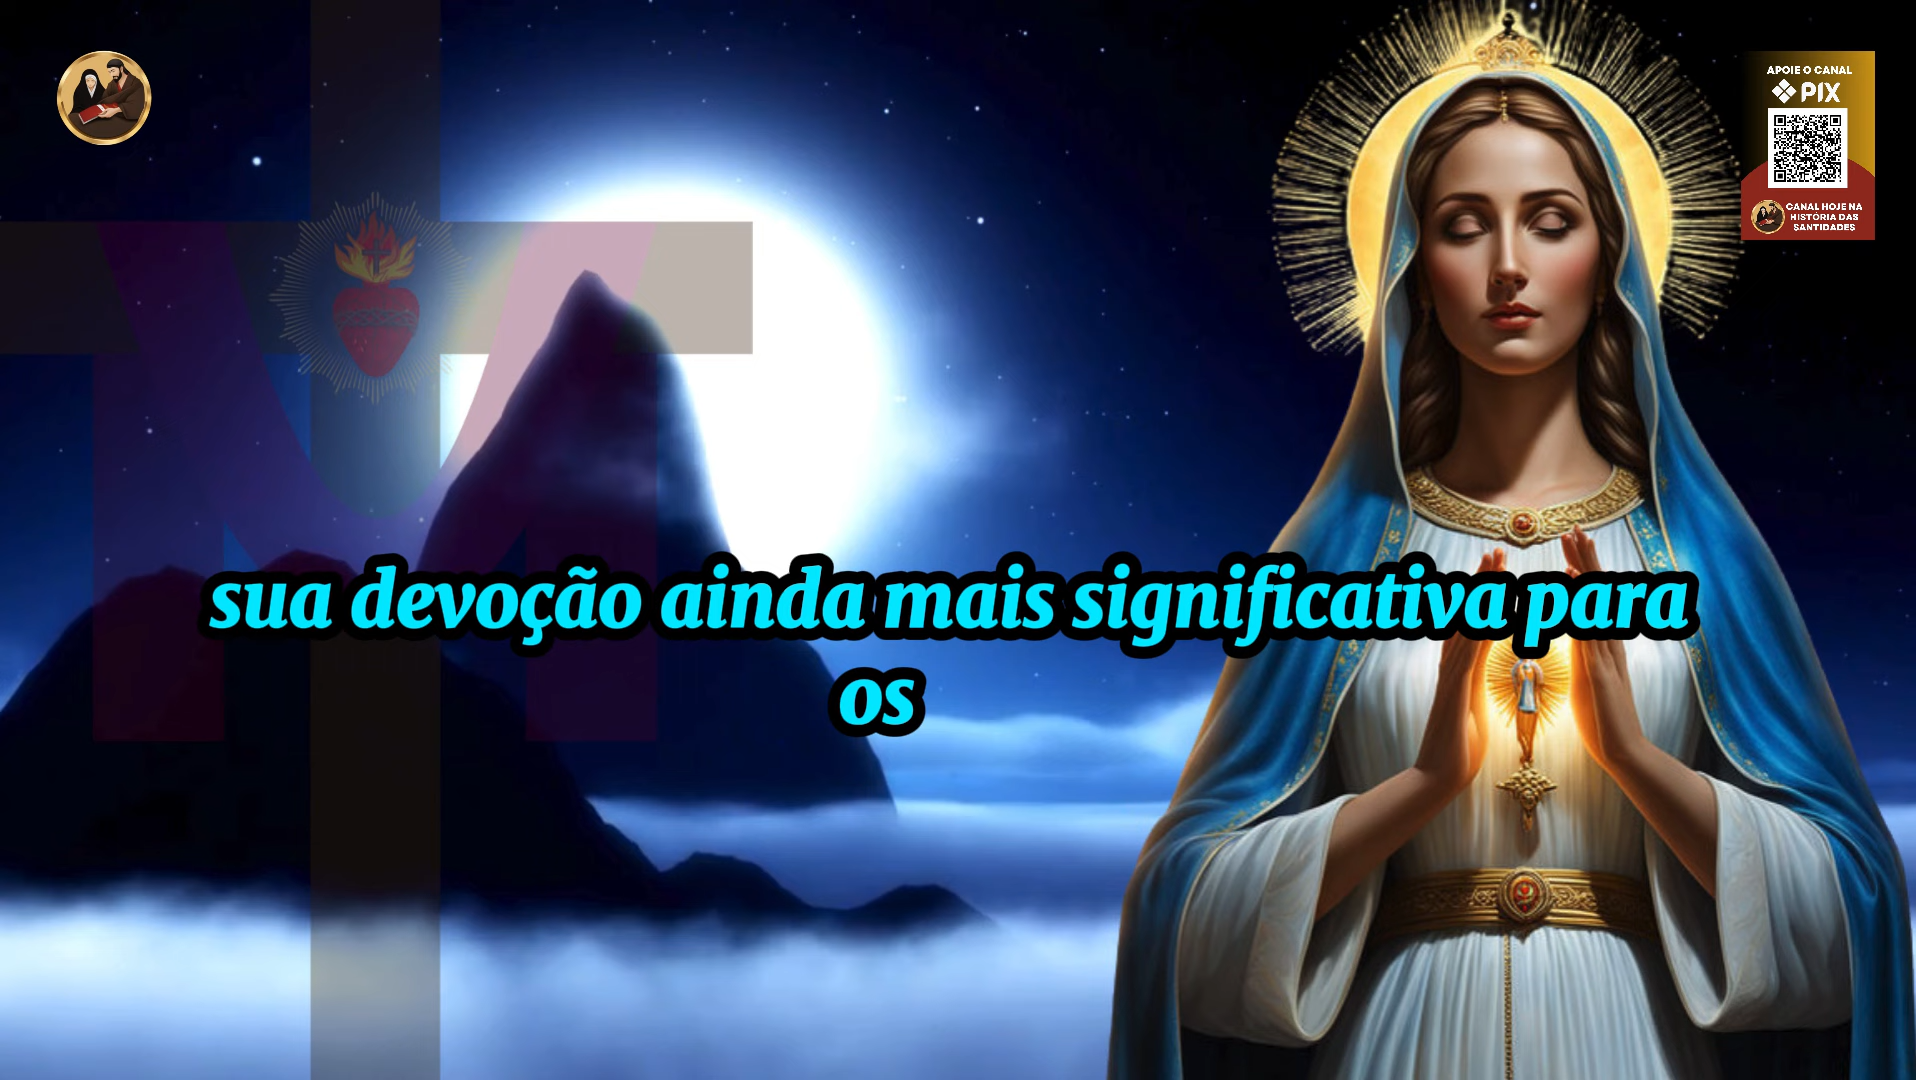 APOIE O CANAL
PIX
CANAL HOJE NA
HISTÓRIA DAS
SANTIDADES
sua devoção ainda mais significativa para
os